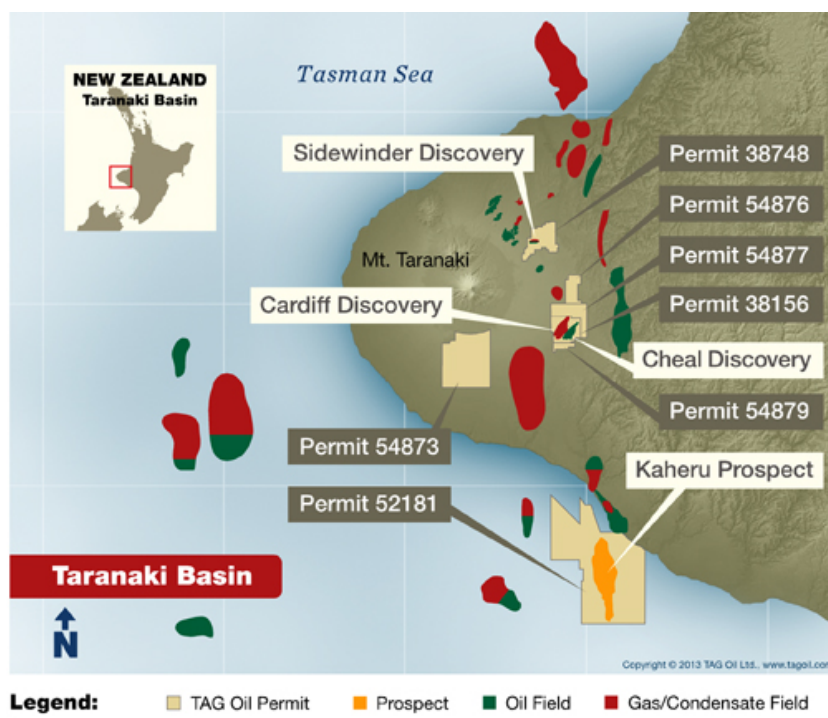 NEW ZEALAND
Taranaki Basin
Tasman Sea
Sidewinder Discovery
Permit 38748
Permit 54876
Mt. Taranaki
Permit 54877
Cardiff Discovery
Permit 38156
Cheal Discovery
Permit 54879
Permit 54873
Kaheru Prospect
Permit 52181
Taranaki Basin
N
Copyright © 2013 TAG Oil Ltd., www.tagoil.com
Legend:
TAG Oil Permit
Prospect
Oil Field
Gas/Condensate Field